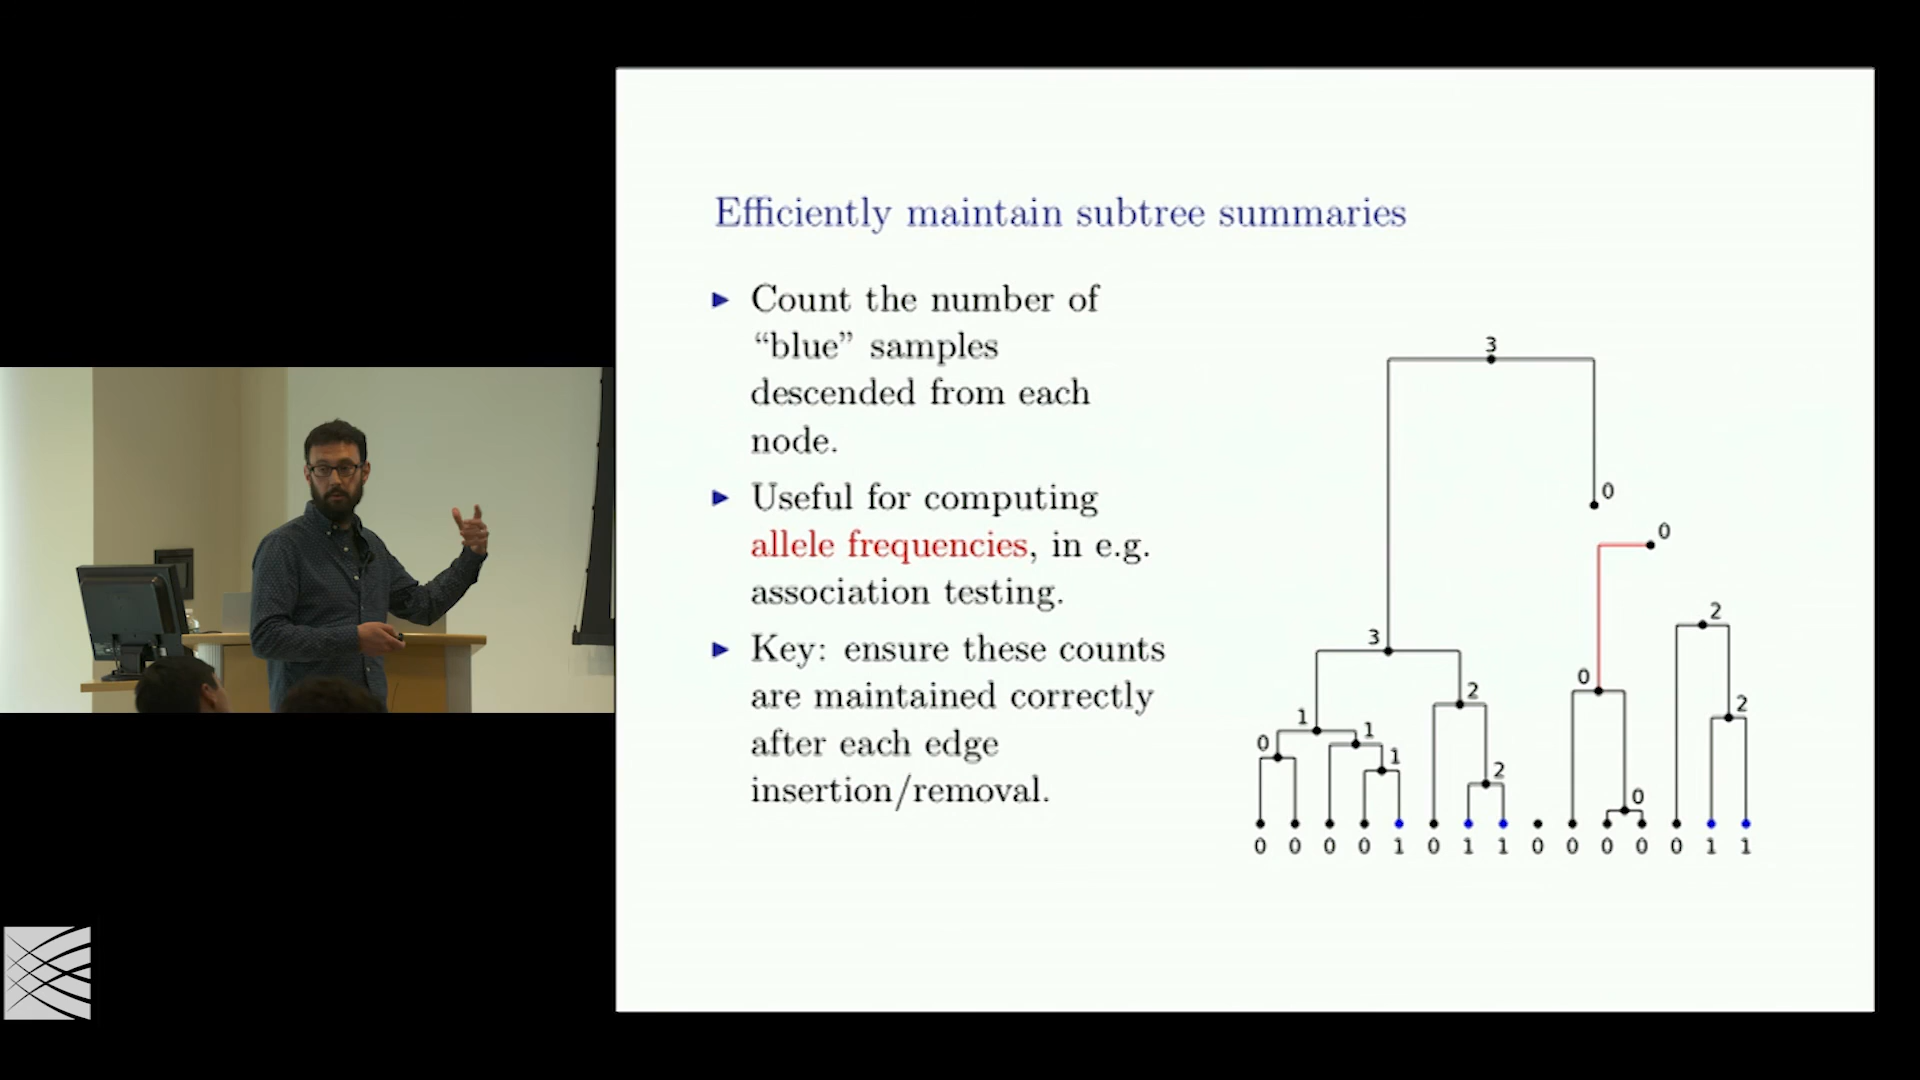 Efficiently maintain subtree summaries
Count the number of
“blue” samples
descended from each
node.
Useful for computing
allele frequencies, in e.g.
association testing.
Key: ensure these counts
are maintained correctly
after each edge
insertion/removal.
3
0
0
2
3
0
2
2
1
1
0
1
2
0
0 0 0 0 1 0 1 1 0 0 0 0 0 1 1